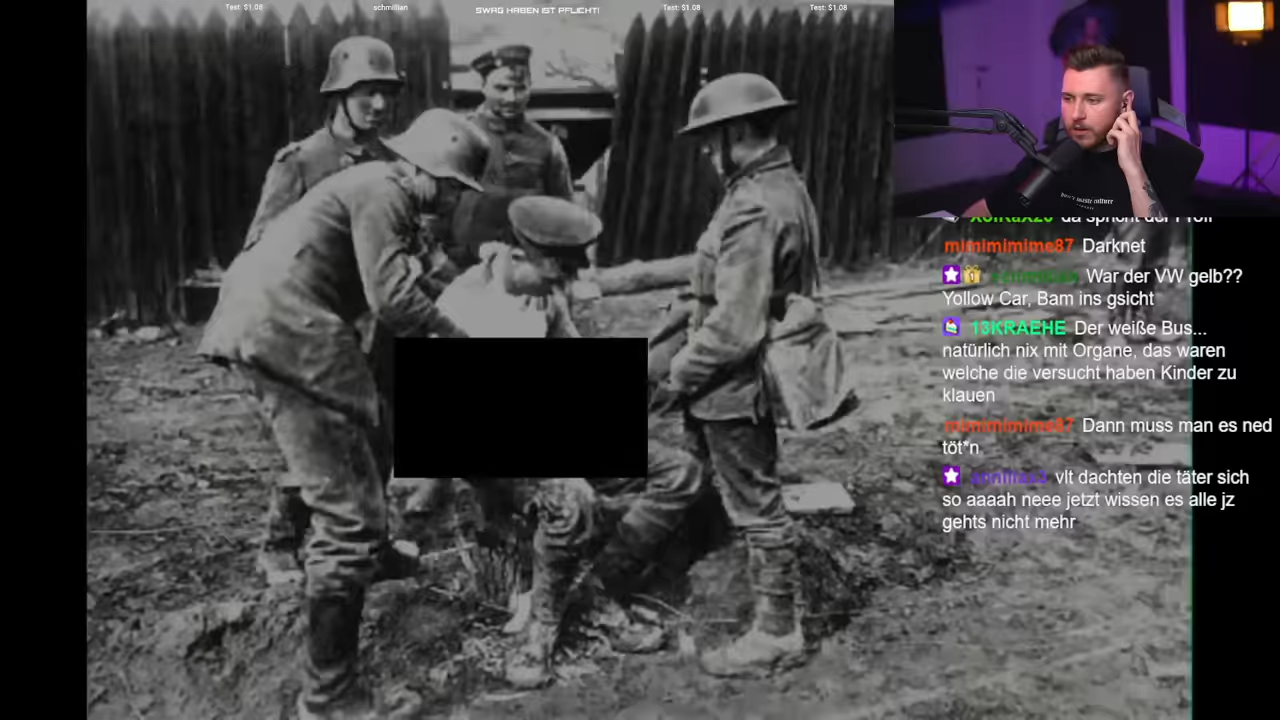 Test: $1.08
schmillian
SWAG HABEN IST PFLICHT!
Test: $1.08
Test: $1.08
da spricht der Profi
mimimimime87 Darknet
War der VW gelb??
Yollow Car, Bam ins gsicht
13KRAEHE Der weiße Bus...
natürlich nix mit Organe, das waren
welche die versucht haben Kinder zu
klauen
mimimimime87 Dann muss man es ned
töt*n
vlt dachten die täter sich
so aaaah neee jetzt wissen es alle jz
gehts nicht mehr